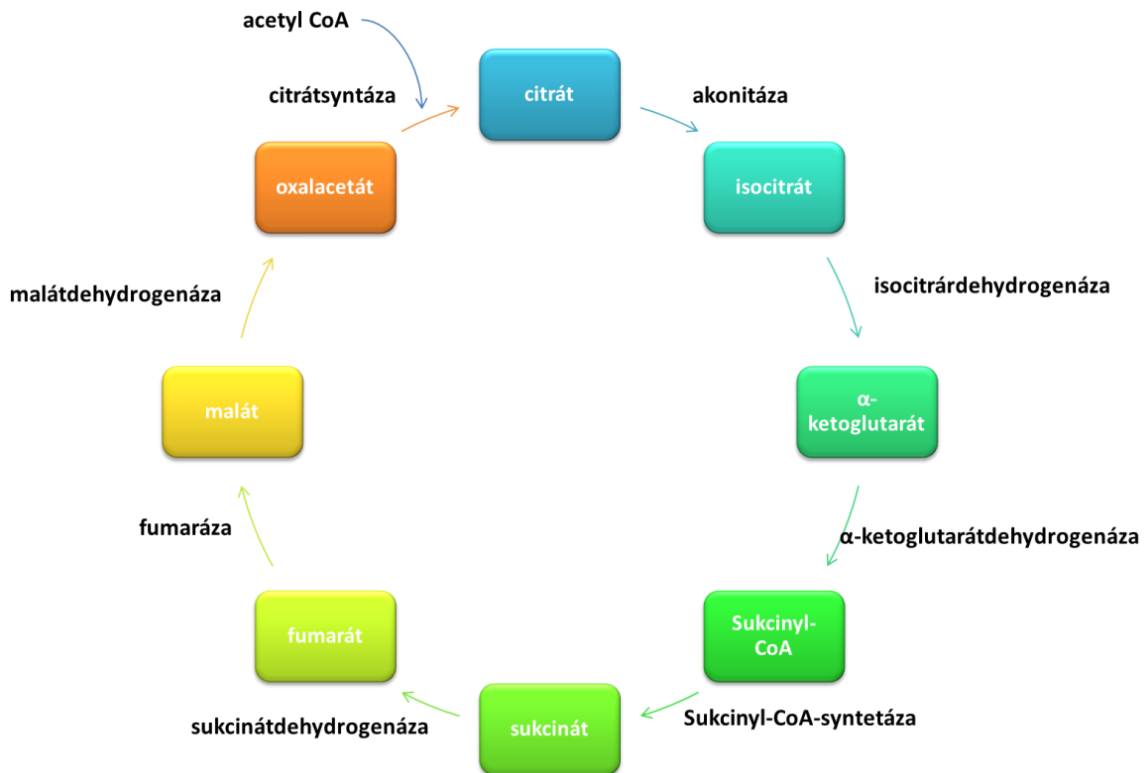 acetyl CoA
citrátsyntáza
citrát
akonitáza
oxalacetát
isocitrát
malátdehydrogenáza
isocitrárdehydrogenáza
malát
α-
ketoglutarát
fumaráza
α-ketoglutarátdehydrogenáza
fumarát
Sukcinyl-
CoA
sukcinátdehydrogenáza
sukcinát
Sukcinyl-CoA-syntetáza